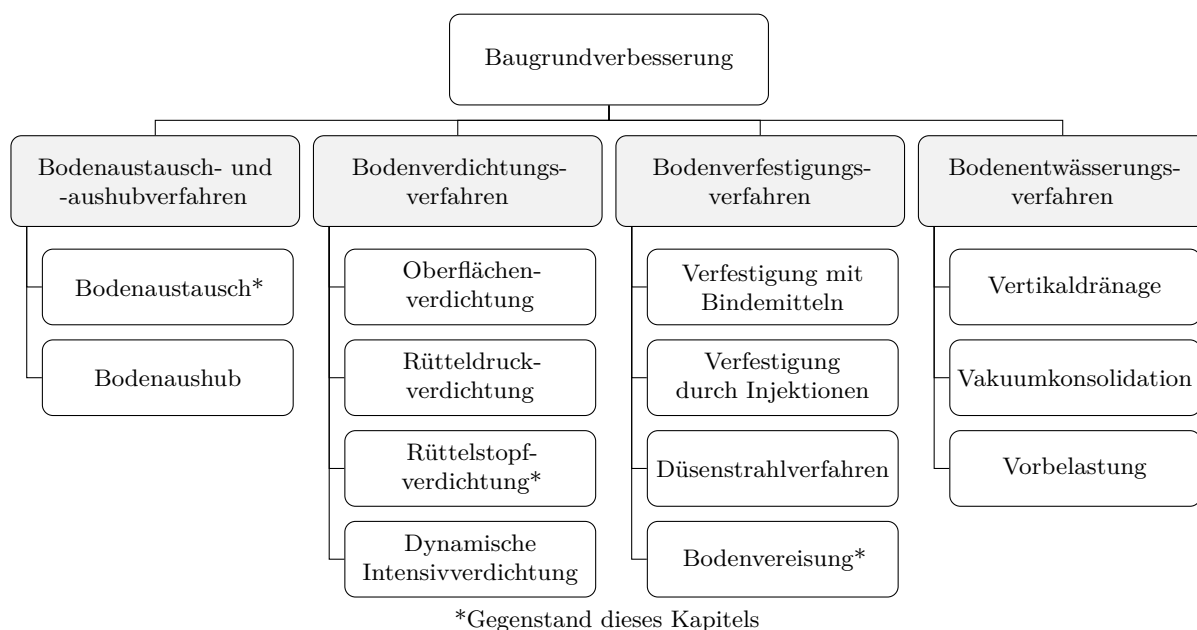 Baugrundverbesserung
Bodenaustausch- und
-aushubverfahren
Bodenaustausch*
Bodenaushub
Bodenverdichtungs-
verfahren
Oberflächen-
verdichtung
Rütteldruck-
verdichtung
Rüttelstopf-
verdichtung*
Dynamische
Intensivverdichtung
Bodenverfestigungs-
verfahren
Verfestigung mit
Bindemitteln
Verfestigung
durch Injektionen
Düsenstrahlverfahren
Bodenvereisung*
Bodenentwässerungs-
verfahren
Vertikaldränage
Vakuumkonsolidation
Vorbelastung
*Gegenstand dieses Kapitels